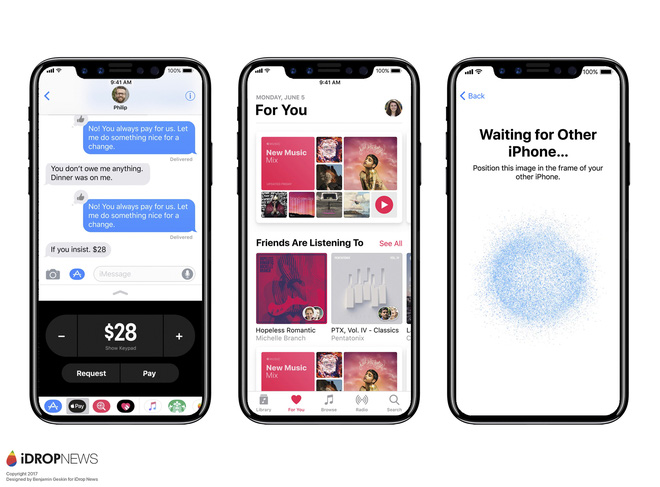 9:41 AM
100%
Philip
No! You always pay for us. Let
me do something nice for a
change.
Delivered
You don't owe me anything.
Dinner was on me.
No! You always pay for us. Let
me do something nice for a
change.
Delivered
If you insist. $28
iMessage
$28
Show Keypad
Request
Pay
Pay
9:41 AM
100%
MONDAY, JUNE 5
For You
New Music
Mix
Friends Are Listening To
See All
Hopeless Romantic
Michelle Branch
PTX, Vol. IV - Classics
Pentatonix
New Music
Mix
Library
For You
Browse
Radio
Search
9:41 AM
100%
Back
Waiting for Other
iPhone...
Position this image in the frame of your
other iPhone.
iDROPNEWS
Copyright 2017
Designed by Benjamin Geskin for iDrop News